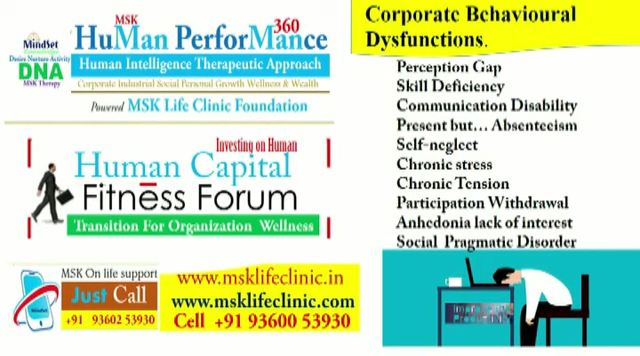 MSK
360
HuMan PerforMance
Human Intelligence Therapeutic Approach
Corporate Industrial Social Personal Growth Wellness & Wealth
Powered MSK Life Clinic Foundation
MindSet
Desire Nurture Activity
DNA
MSK Therapy
Investing on Human
Human Capital
Fitness Forum
Transition For Organization Wellness
MSK On life support
Just Call
+91 93602 53930
MindSet
www.msklifeclinic.in
www.msklifeclinic.com
Cell +91 93600 53930
Corporate Behavioural
Dysfunctions.
Perception Gap
Skill Deficiency
Communication Disability
Present but... Absenteeism
Self-neglect
Chronic stress
Chronic Tension
Participation Withdrawal
Anhedonia lack of interest
Social Pragmatic Disorder